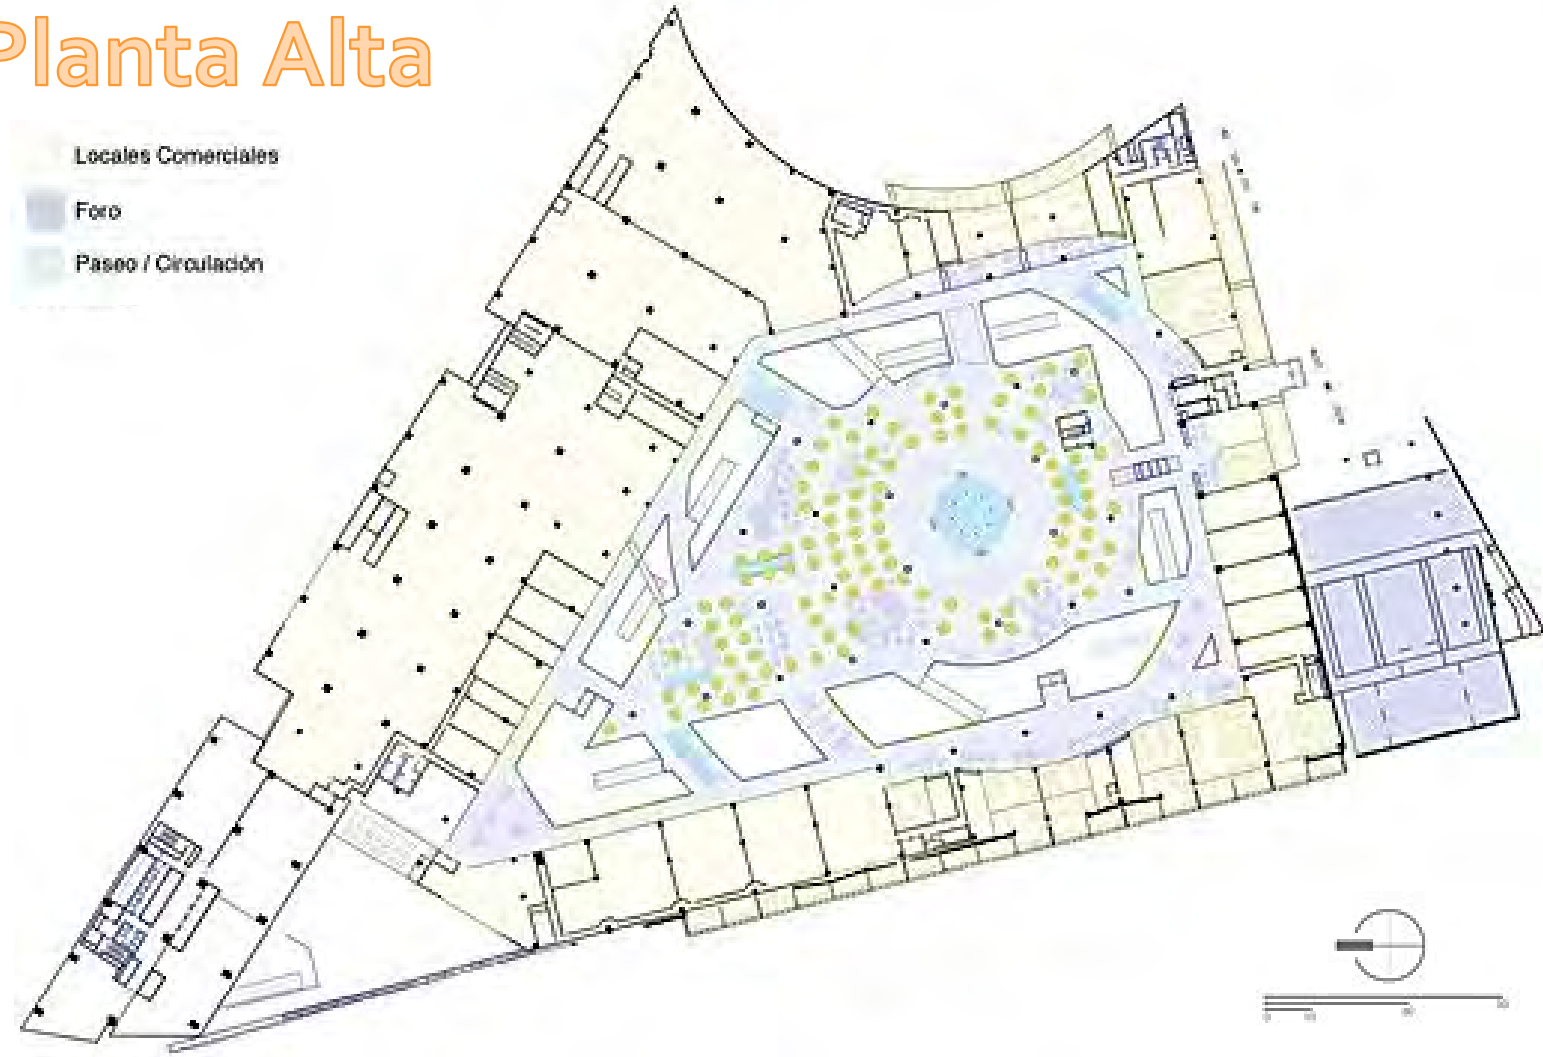 Planta Alta
Locales Comerciales
Foro
Paseo / Circulación